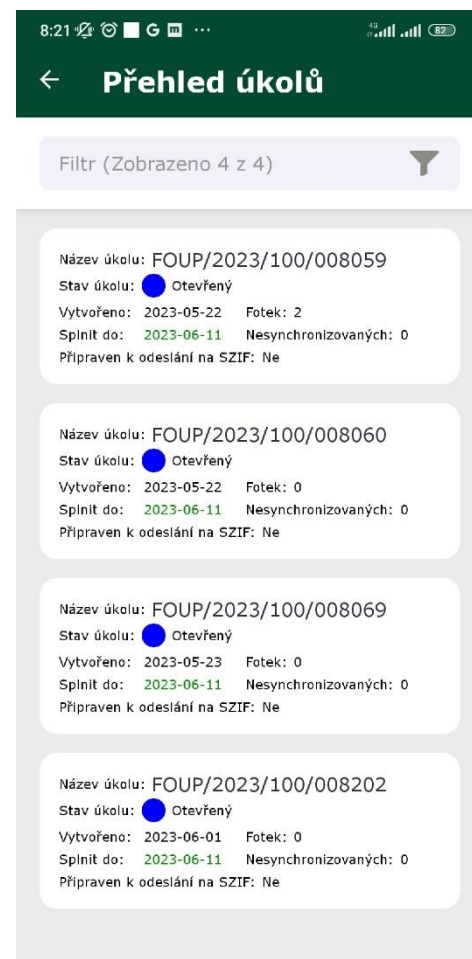 8:21 G m ... 4G 82
← Přehled úkolů
Filtr (Zobrazeno 4 z 4)
Název úkolu: FOUP/2023/100/008059
Stav úkolu: Otevřený
Vytvořeno: 2023-05-22 Fotek: 2
Splnit do: 2023-06-11 Nesynchronizovaných: 0
Připraven k odeslání na SZIF: Ne
Název úkolu: FOUP/2023/100/008060
Stav úkolu: Otevřený
Vytvořeno: 2023-05-22 Fotek: 0
Splnit do: 2023-06-11 Nesynchronizovaných: 0
Připraven k odeslání na SZIF: Ne
Název úkolu: FOUP/2023/100/008069
Stav úkolu: Otevřený
Vytvořeno: 2023-05-23 Fotek: 0
Splnit do: 2023-06-11 Nesynchronizovaných: 0
Připraven k odeslání na SZIF: Ne
Název úkolu: FOUP/2023/100/008202
Stav úkolu: Otevřený
Vytvořeno: 2023-06-01 Fotek: 0
Splnit do: 2023-06-11 Nesynchronizovaných: 0
Připraven k odeslání na SZIF: Ne